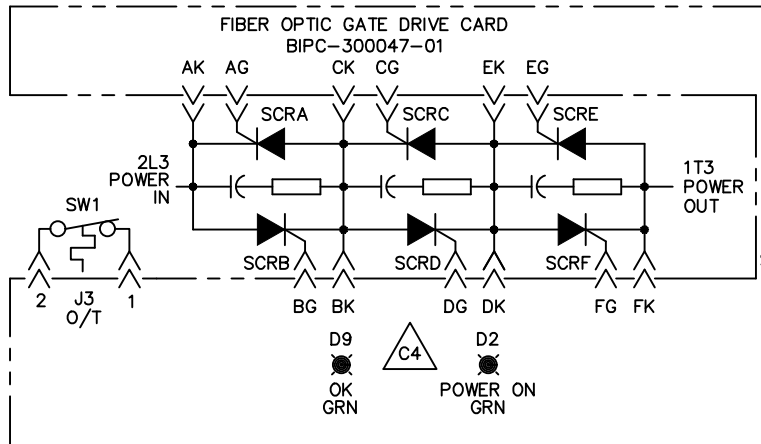 FIBER OPTIC GATE DRIVE CARD
BIPC-300047-01
AK AG CK CG EK EG
SCRA SCRC SCRE
2L3
POWER
IN
1T3
POWER
OUT
SW1
SCRB SCRD SCRF
2 J3 1
O/T
BG BK DG DK FG FK
D9 C4 D2
OK
GRN
POWER ON
GRN